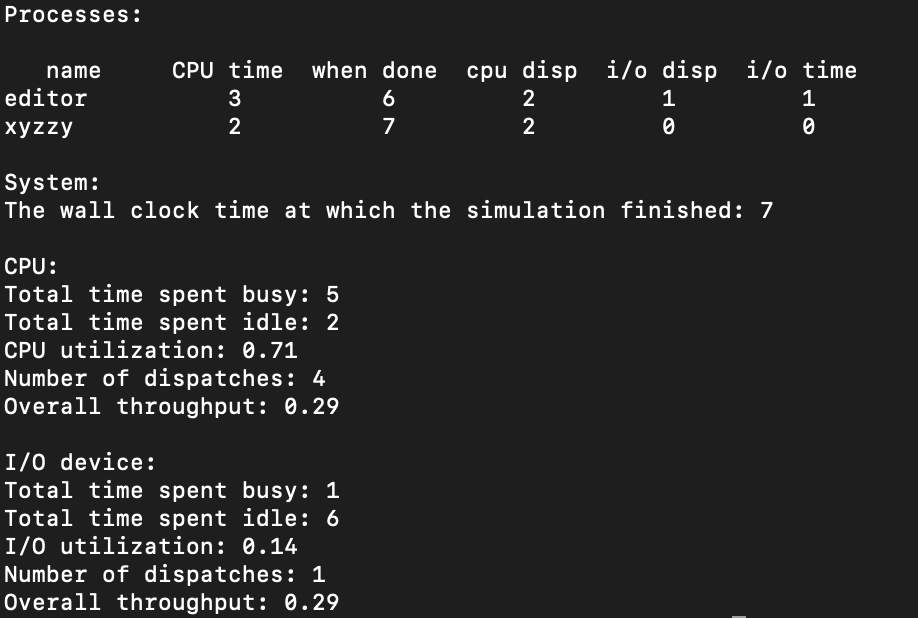 Processes:
name CPU time when done cpu disp i/o disp i/o time
editor 3 6 2 1 1
xyzzy 2 7 2 0 0
System:
The wall clock time at which the simulation finished: 7
CPU:
Total time spent busy: 5
Total time spent idle: 2
CPU utilization: 0.71
Number of dispatches: 4
Overall throughput: 0.29
I/O device:
Total time spent busy: 1
Total time spent idle: 6
I/O utilization: 0.14
Number of dispatches: 1
Overall throughput: 0.29